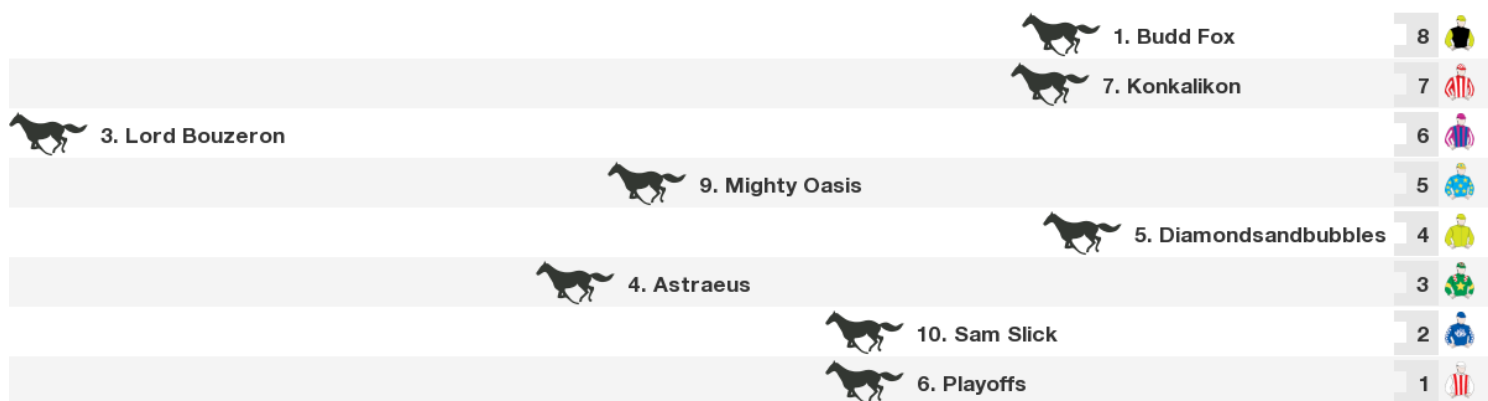 1. Budd Fox 8
7. Konkalikon 7
3. Lord Bouzeron 6
9. Mighty Oasis 5
5. Diamondsandbubbles 4
4. Astraeus 3
10. Sam Slick 2
6. Playoffs 1